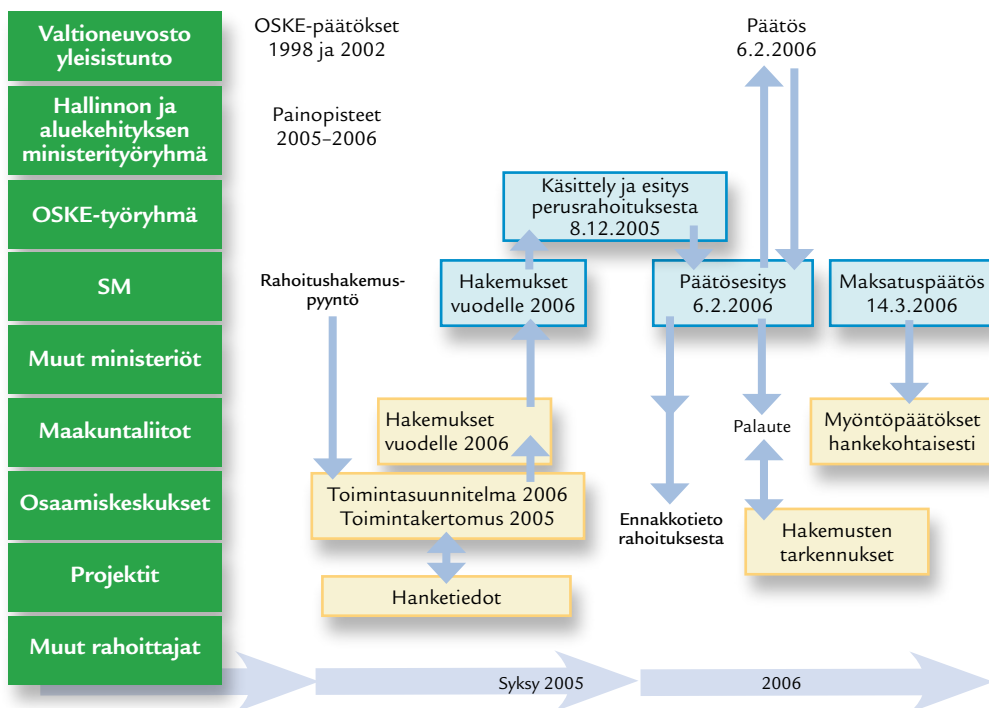 Valtioneuvosto
yleisistunto
Hallinnon ja
aluekehityksen
ministerityöryhmä
OSKE-työryhmä
SM
Muut ministeriöt
Maakuntaliitot
Osaamiskeskukset
Projektit
Muut rahoittajat
OSKE-päätökset
1998 ja 2002
Päätös
6.2.2006
Painopisteet
2005–2006
Käsittely ja esitys
perusrahoituksesta
8.12.2005
Rahoitushakemus-
pyyntö
Hakemukset
vuodelle 2006
Päätösesitys
6.2.2006
Maksatuspäätös
14.3.2006
Hakemukset
vuodelle 2006
Palaute
Myöntöpäätökset
hankekohtaisesti
Toimintasuunnitelma 2006
Toimintakertomus 2005
Ennakkotieto
rahoituksesta
Hakemusten
tarkennukset
Hanketiedot
Syksy 2005
2006